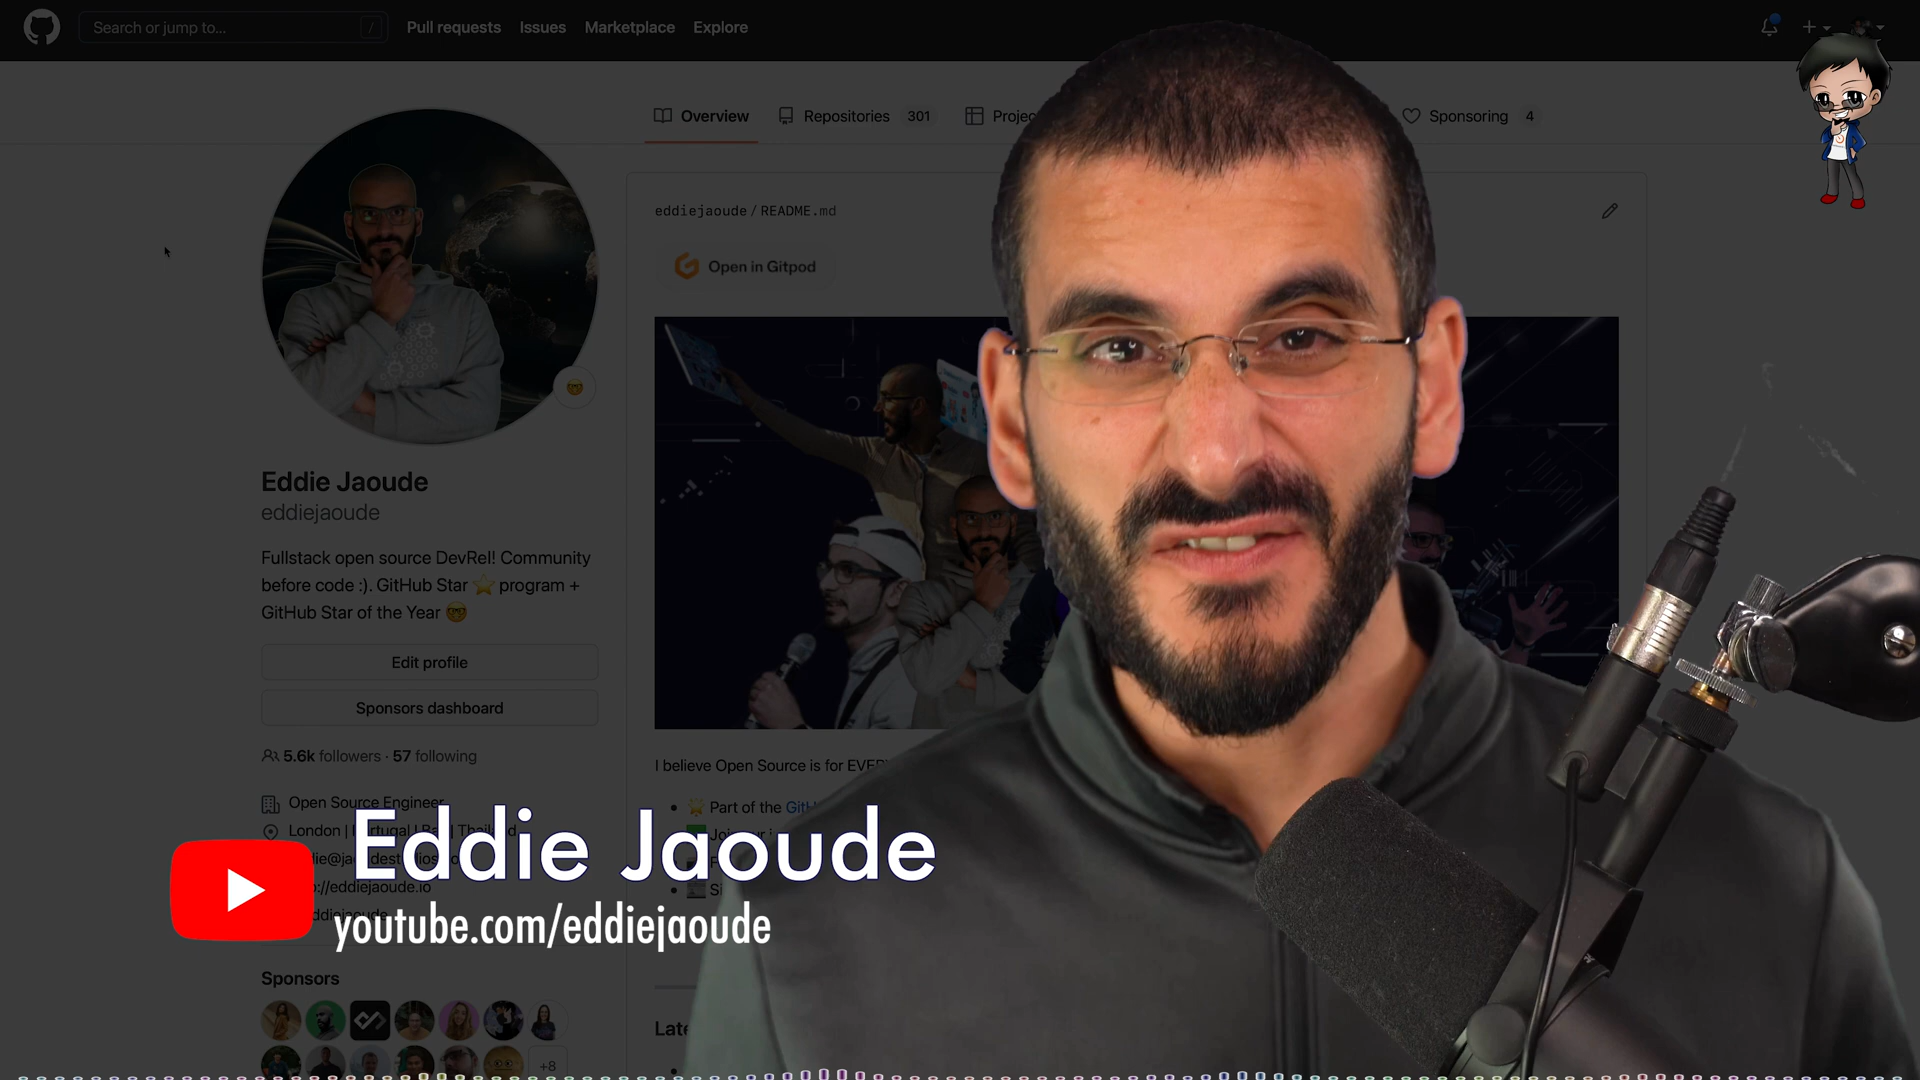 Search or jump to... /
Pull requests Issues Marketplace Explore
Overview Repositories 301 Sponsoring 4
eddiejaoude / README.md
Open in Gitpod
Eddie Jaoude
eddiejaoude
Fullstack open source DevRel! Community
before code :). GitHub Star ⭐ program +
GitHub Star of the Year 🤓
Edit profile
Sponsors dashboard
5.6k followers · 57 following
I believe Open Source is for
Part of the
Open Source Engineer
London |
Eddie Jaoude
youtube.com/eddiejaoude
Sponsors
+8